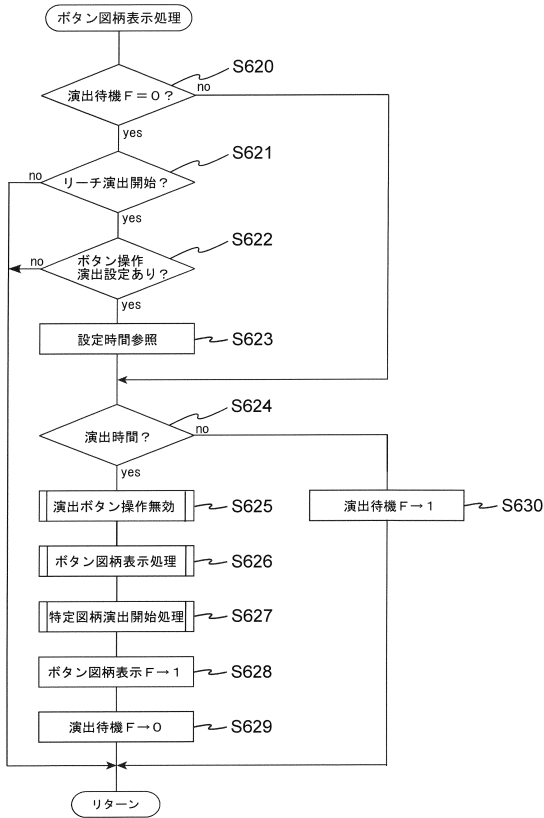 ボタン図柄表示処理
S620
演出待機F=0?
no
yes
S621
リーチ演出開始?
no
yes
S622
ボタン操作
演出設定あり?
no
yes
設定時間参照
S623
S624
演出時間?
no
yes
演出ボタン操作無効
S625
演出待機F→1
S630
ボタン図柄表示処理
S626
特定図柄演出開始処理
S627
ボタン図柄表示F→1
S628
演出待機F→0
S629
リターン